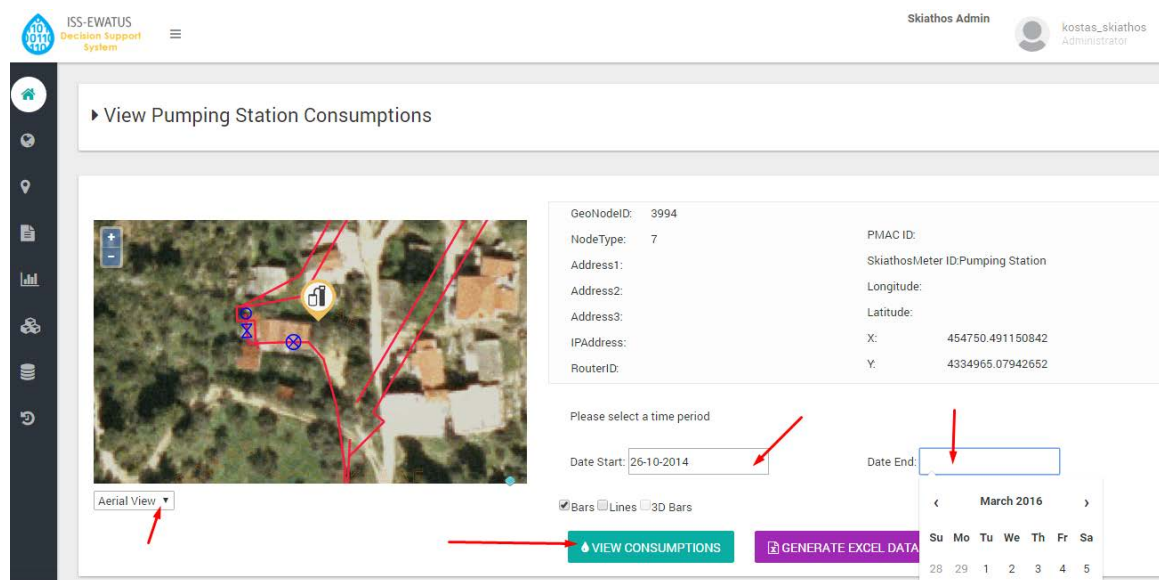 ISS-EWATUS
Decision Support
System
Skiathos Admin
kostas_skiathos
Administrator
View Pumping Station Consumptions
GeoNodeID: 3994
NodeType: 7
Address1:
Address2:
Address3:
IPAddress:
RouterID:
PMAC ID:
SkiathosMeter ID:Pumping Station
Longitude:
Latitude:
X: 454750.491150842
Y: 4334965.07942652
+
-
Aerial View
Please select a time period
Date Start: 26-10-2014
Date End:
Bars Lines 3D Bars
VIEW CONSUMPTIONS
GENERATE EXCEL DATA
‹ March 2016 ›
Su Mo Tu We Th Fr Sa
28 29 1 2 3 4 5